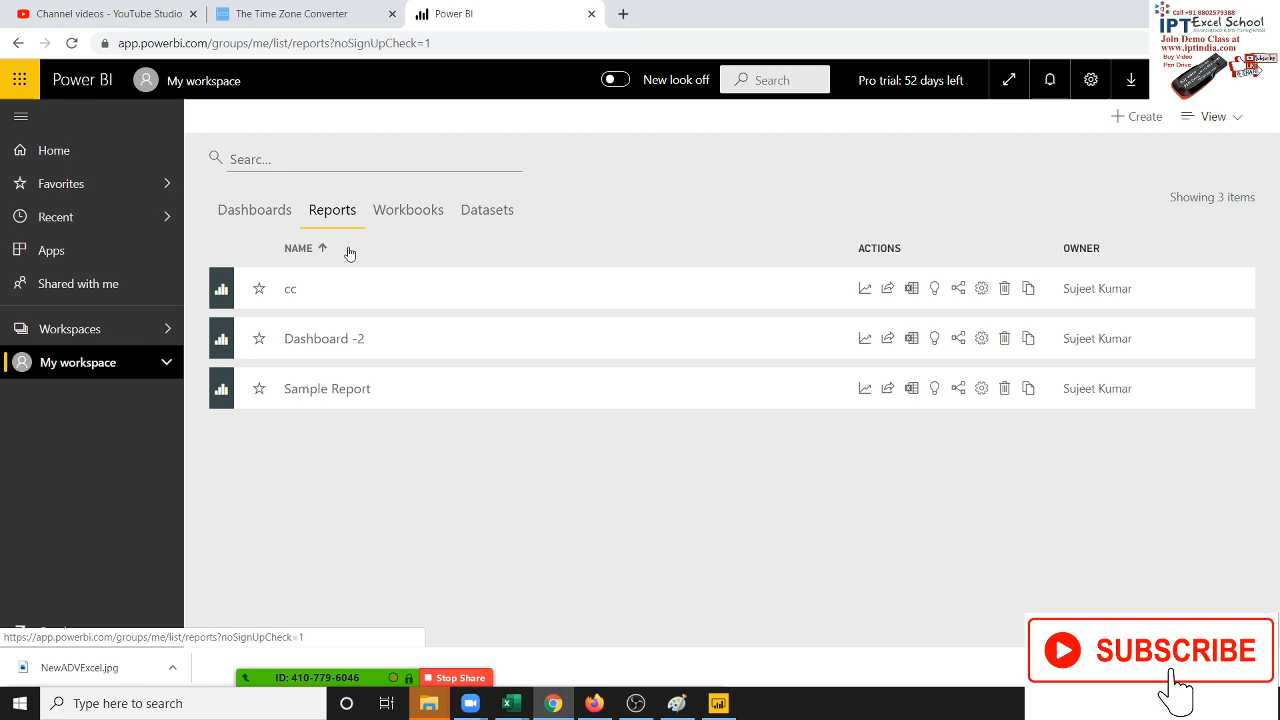 Channel videos - YouTube Studio
The Time Zone Converter
Power BI
app.powerbi.com/groups/me/list/reports?noSignUpCheck=1
Call +91 8802579388
IPT Excel School
Join Demo Class at
www.iptindia.com
Buy Video
Pen Drive
Power BI
My workspace
New look off
Search
Pro trial: 52 days left
Create
View
Home
Favorites
Recent
Apps
Shared with me
Workspaces
My workspace
Searc...
Showing 3 items
Dashboards
Reports
Workbooks
Datasets
NAME
ACTIONS
OWNER
cc
Sujeet Kumar
Dashboard -2
Sujeet Kumar
Sample Report
Sujeet Kumar
https://app.powerbi.com/groups/me/list/reports?noSignUpCheck=1
NewADVExcel.jpg
ID: 410-779-6046
Stop Share
SUBSCRIBE
Type here to search